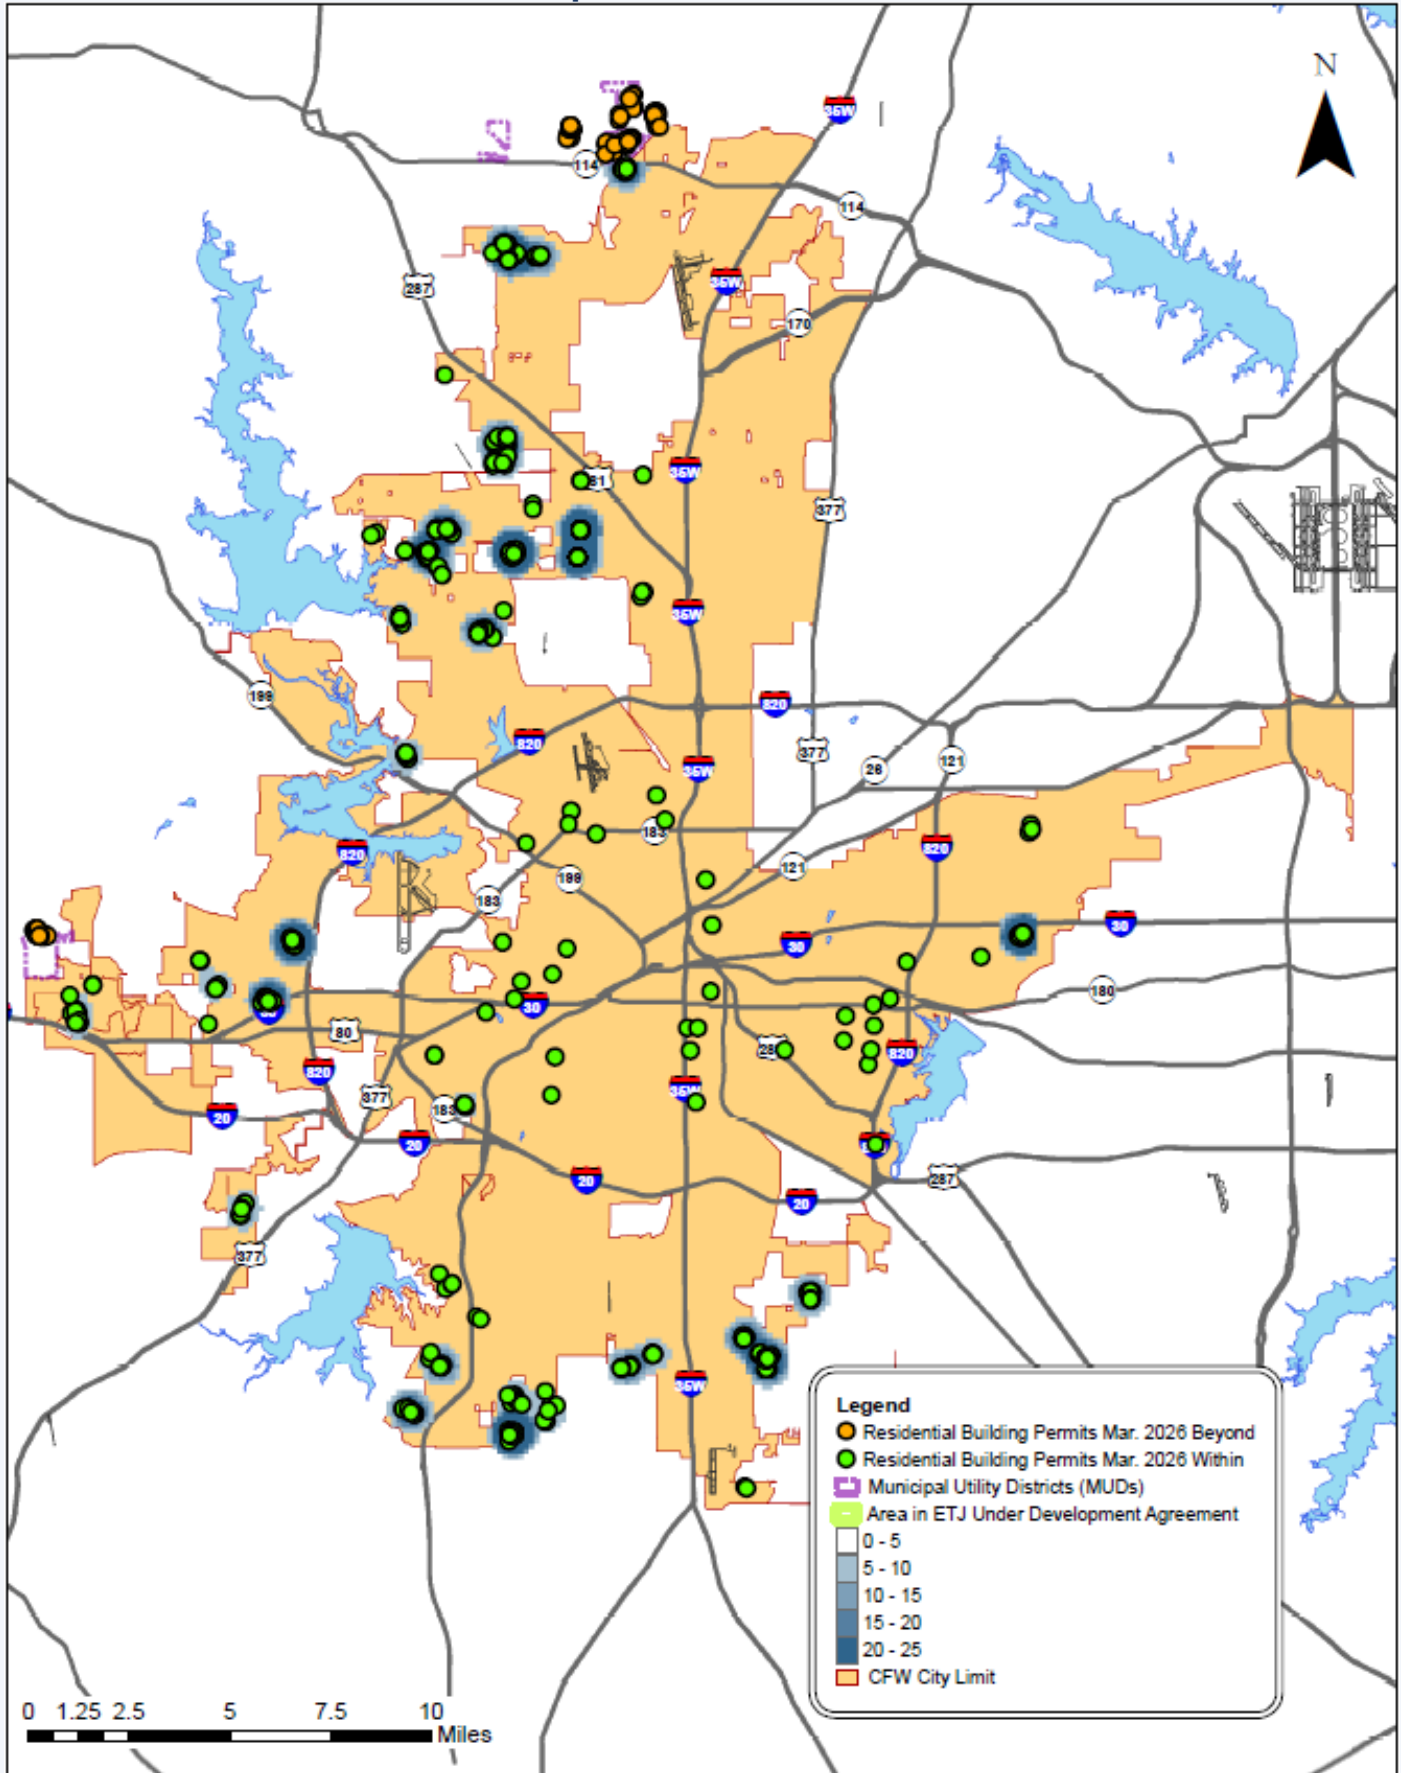 N
35W
114
114
287
35W
170
81
35W
377
35W
199
820
820
35W
377
26
121
183
820
820
199
121
183
30
30
30
180
80
28
820
820
377
35W
183
20
20
20
287
20
377
35W
Legend
Residential Building Permits Mar. 2026 Beyond
Residential Building Permits Mar. 2026 Within
Municipal Utility Districts (MUDs)
Area in ETJ Under Development Agreement
0 - 5
5 - 10
10 - 15
15 - 20
20 - 25
CFW City Limit
0 1.25 2.5 5 7.5 10
Miles